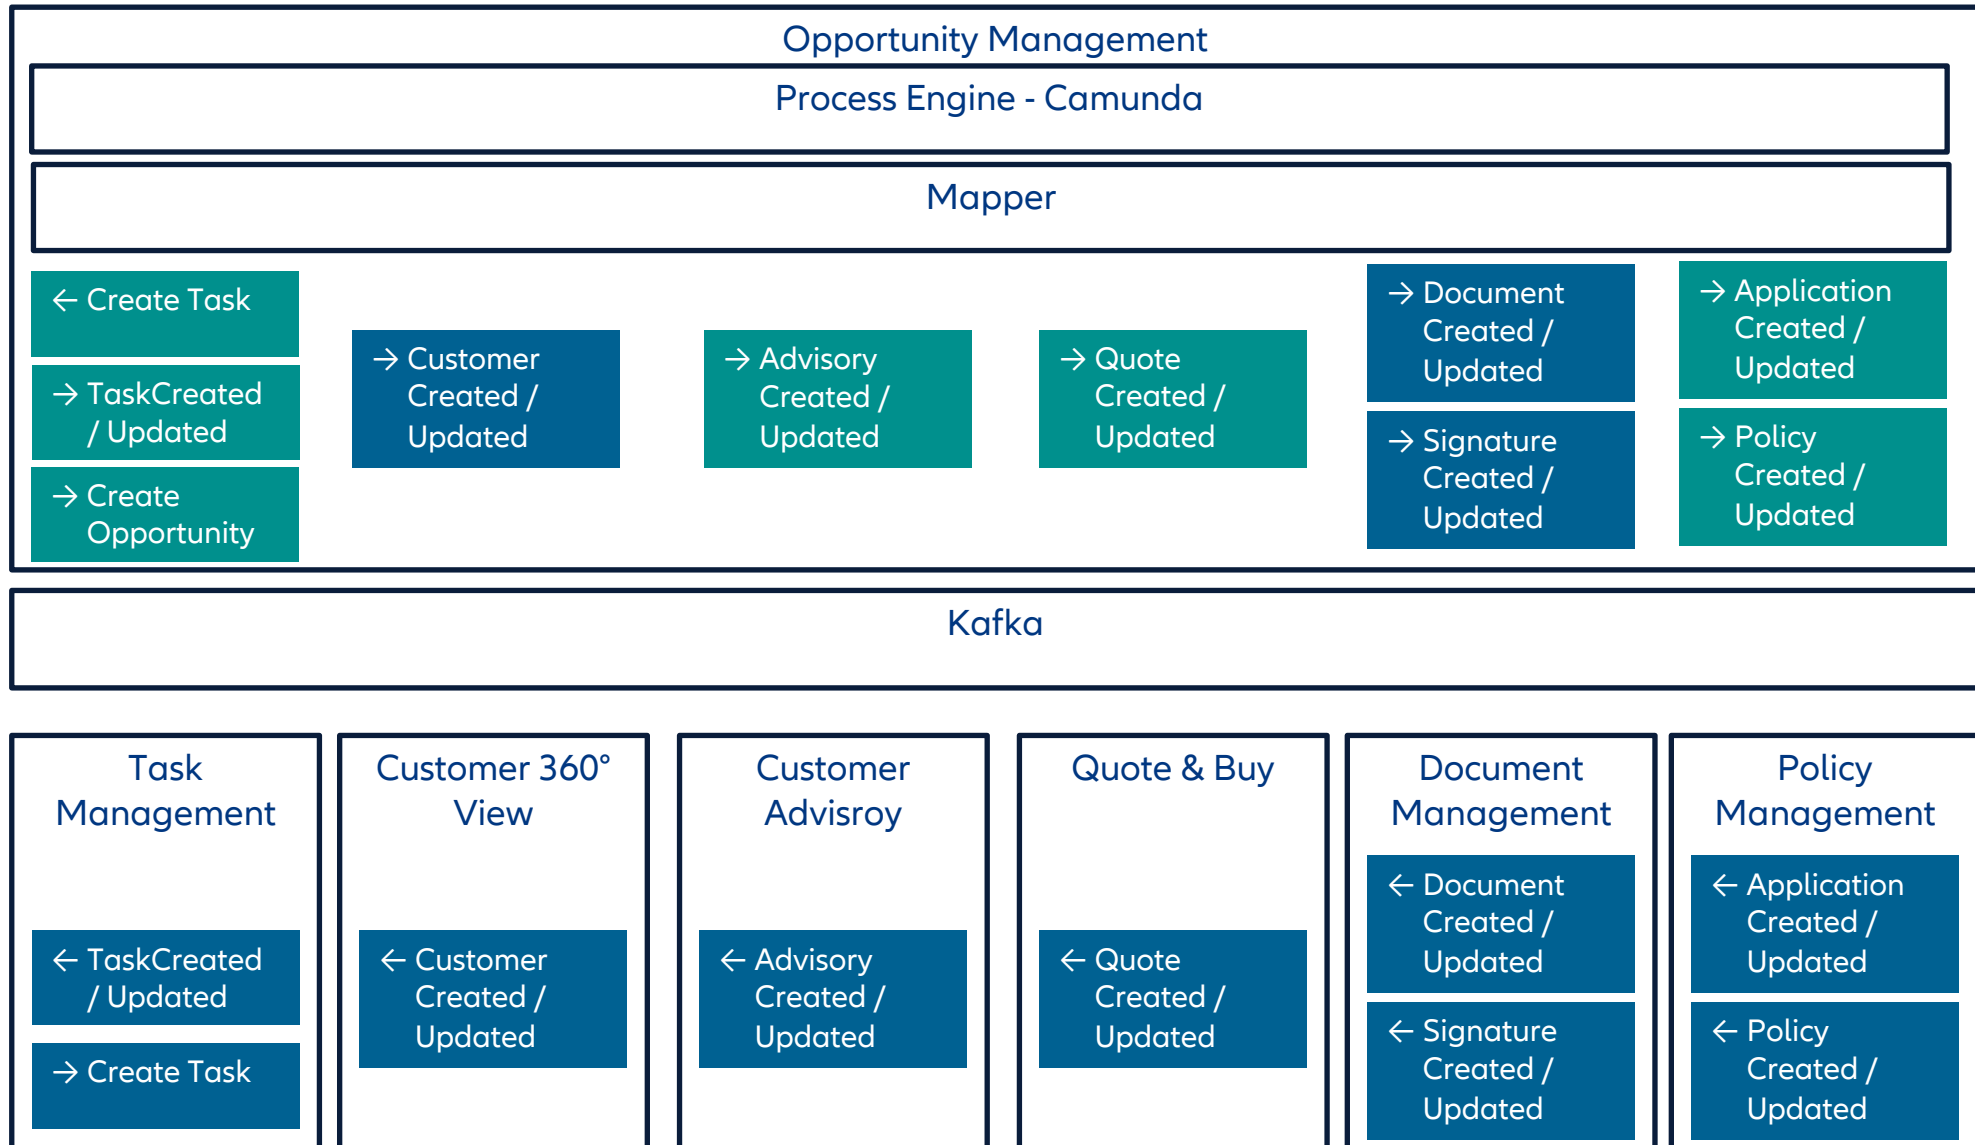 Opportunity Management
Process Engine - Camunda
Mapper
← Create Task
→ TaskCreated
/ Updated
→ Create
Opportunity
→ Customer
Created /
Updated
→ Advisory
Created /
Updated
→ Quote
Created /
Updated
→ Document
Created /
Updated
→ Signature
Created /
Updated
→ Application
Created /
Updated
→ Policy
Created /
Updated
Kafka
Task
Management
← TaskCreated
/ Updated
→ Create Task
Customer 360°
View
← Customer
Created /
Updated
Customer
Advisroy
← Advisory
Created /
Updated
Quote & Buy
← Quote
Created /
Updated
Document
Management
← Document
Created /
Updated
← Signature
Created /
Updated
Policy
Management
← Application
Created /
Updated
← Policy
Created /
Updated